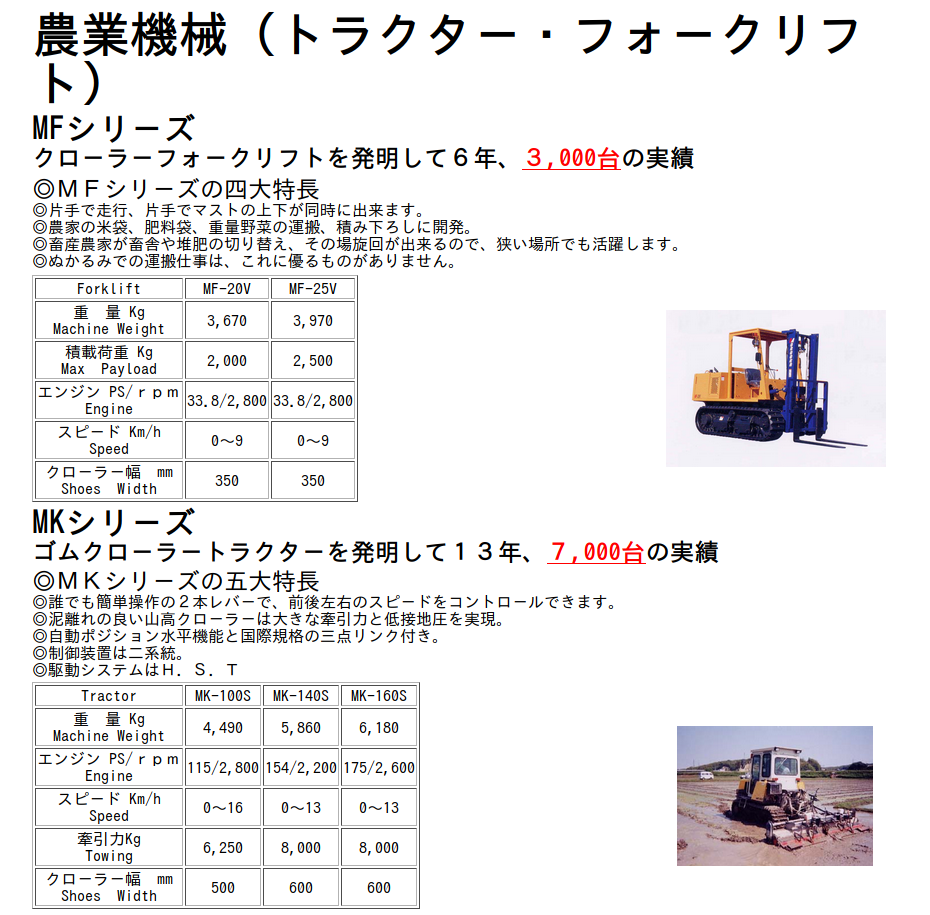 農業機械（トラクター・フォークリフ
ト）
MFシリーズ
クローラーフォークリフトを発明して６年、３,000台の実績
◎ＭＦシリーズの四大特長
◎片手で走行、片手でマストの上下が同時に出来ます。
◎農家の米袋、肥料袋、重量野菜の運搬、積み下ろしに開発。
◎畜産農家が畜舎や堆肥の切り替え、その場旋回が出来るので、狭い場所でも活躍します。
◎ぬかるみでの運搬仕事は、これに優るものがありません。
Forklift MF-20V MF-25V
重　量 Kg
Machine Weight 3,670 3,970
積載荷重 Kg
Max　Payload 2,000 2,500
エンジン PS/ｒｐｍ
Engine 33.8/2,800 33.8/2,800
スピード Km/h
Speed 0～9 0～9
クローラー幅　mm
Shoes　Width 350 350
MKシリーズ
ゴムクローラートラクターを発明して１３年、７,000台の実績
◎ＭＫシリーズの五大特長
◎誰でも簡単操作の２本レバーで、前後左右のスピードをコントロールできます。
◎泥離れの良い山高クローラーは大きな牽引力と低接地圧を実現。
◎自動ポジション水平機能と国際規格の三点リンク付き。
◎制御装置は二系統。
◎駆動システムはＨ．Ｓ．Ｔ
Tractor MK-100S MK-140S MK-160S
重　量 Kg
Machine Weight 4,490 5,860 6,180
エンジン PS/ｒｐｍ
Engine 115/2,800 154/2,200 175/2,600
スピード Km/h
Speed 0～16 0～13 0～13
牽引力Kg
Towing 6,250 8,000 8,000
クローラー幅　mm
Shoes　Width 500 600 600